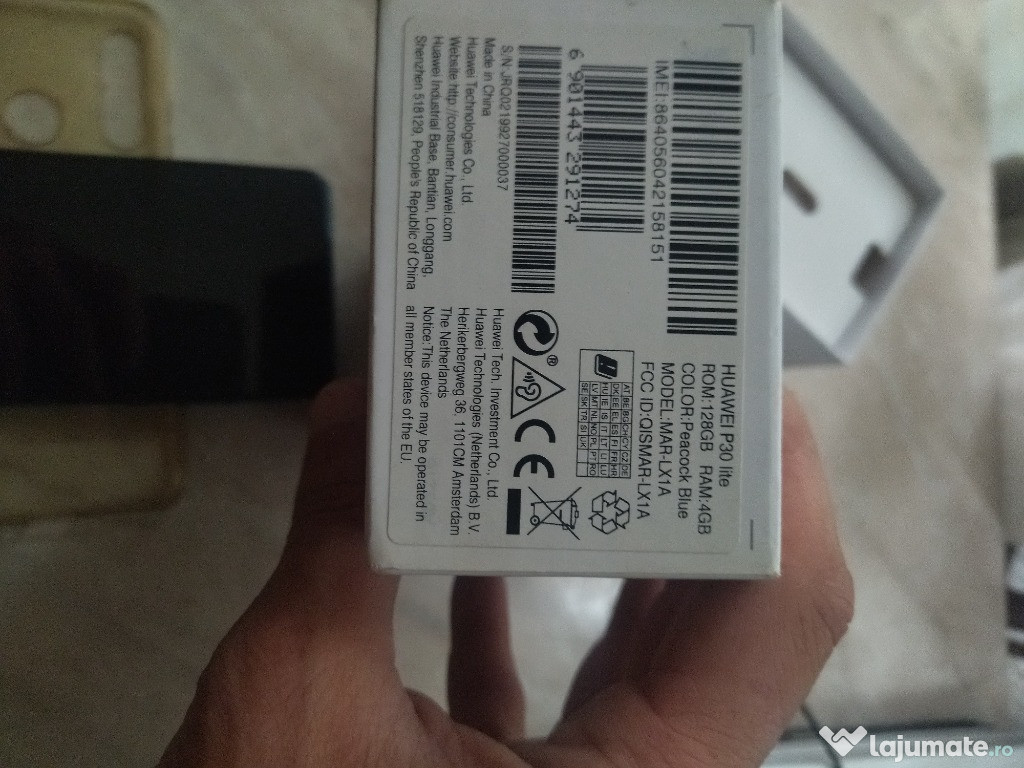 HUAWEI P30 lite
ROM:128GB RAM:4GB
COLOR:Peacock Blue
MODEL:MAR-LX1A
FCC ID:QISMAR-LX1A
IMEI:864056042158151
6 901443 291274
S/N JRQ0219927000037
Made in China
Huawei Technologies Co., Ltd.
Website:http://consumer.huawei.com
Huawei Industrial Base, Bantian, Longgang,
Shenzhen 518129, People's Republic of China
Huawei Tech. Investment Co., Ltd.
Huawei Technologies (Netherlands) B.V.
Herikerbergweg 36, 1101CM Amsterdam
The Netherlands
Notice:This device may be operated in
all member states of the EU.
CE
lajumate.ro